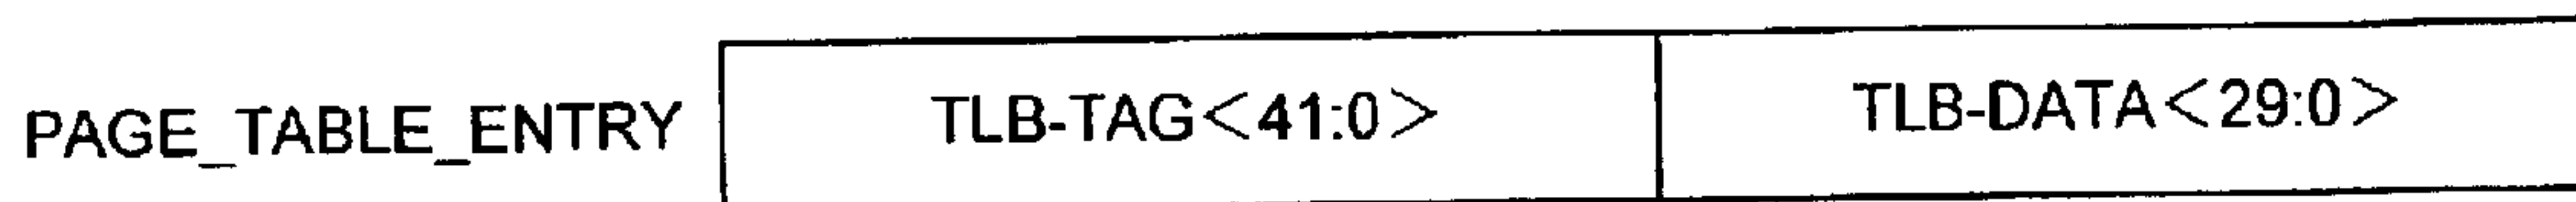 PAGE_TABLE_ENTRY TLB-TAG<41:0> TLB-DATA<29:0>